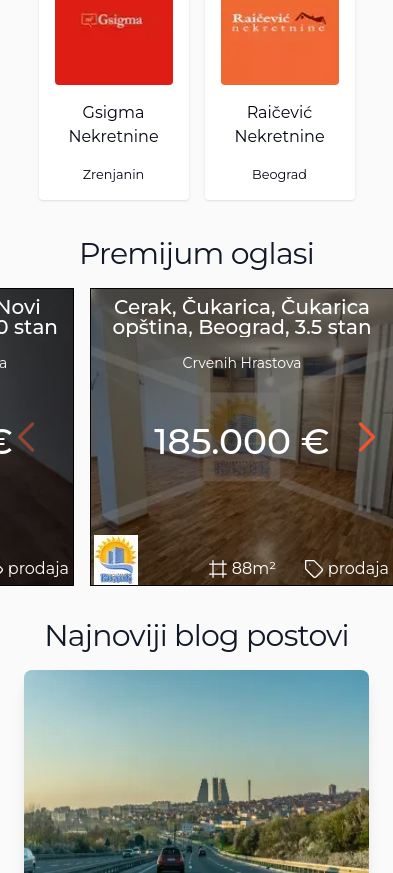 Gsigma
Raičević
nekretnine
Gsigma
Nekretnine
Raičević
Nekretnine
Zrenjanin
Beograd
Premijum oglasi
Novi
0 stan
a
€
prodaja
Cerak, Čukarica, Čukarica
opština, Beograd, 3.5 stan
Crvenih Hrastova
185.000 €
88m²
prodaja
Najnoviji blog postovi